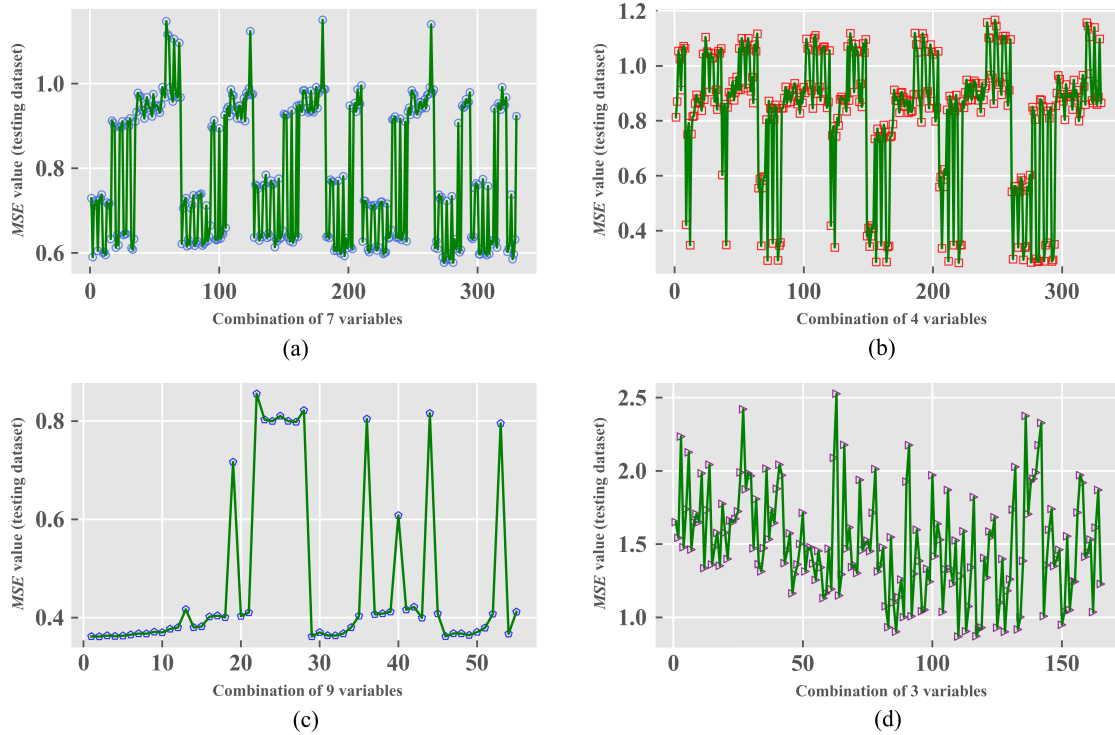 1.0
0.8
0.6
MSE value (testing dataset)
0 100 200 300
Combination of 7 variables
(a)
1.2
1.0
0.8
0.6
0.4
MSE value (testing dataset)
0 100 200 300
Combination of 4 variables
(b)
0.8
0.6
0.4
MSE value (testing dataset)
0 10 20 30 40 50
Combination of 9 variables
(c)
2.5
2.0
1.5
1.0
MSE value (testing dataset)
0 50 100 150
Combination of 3 variables
(d)